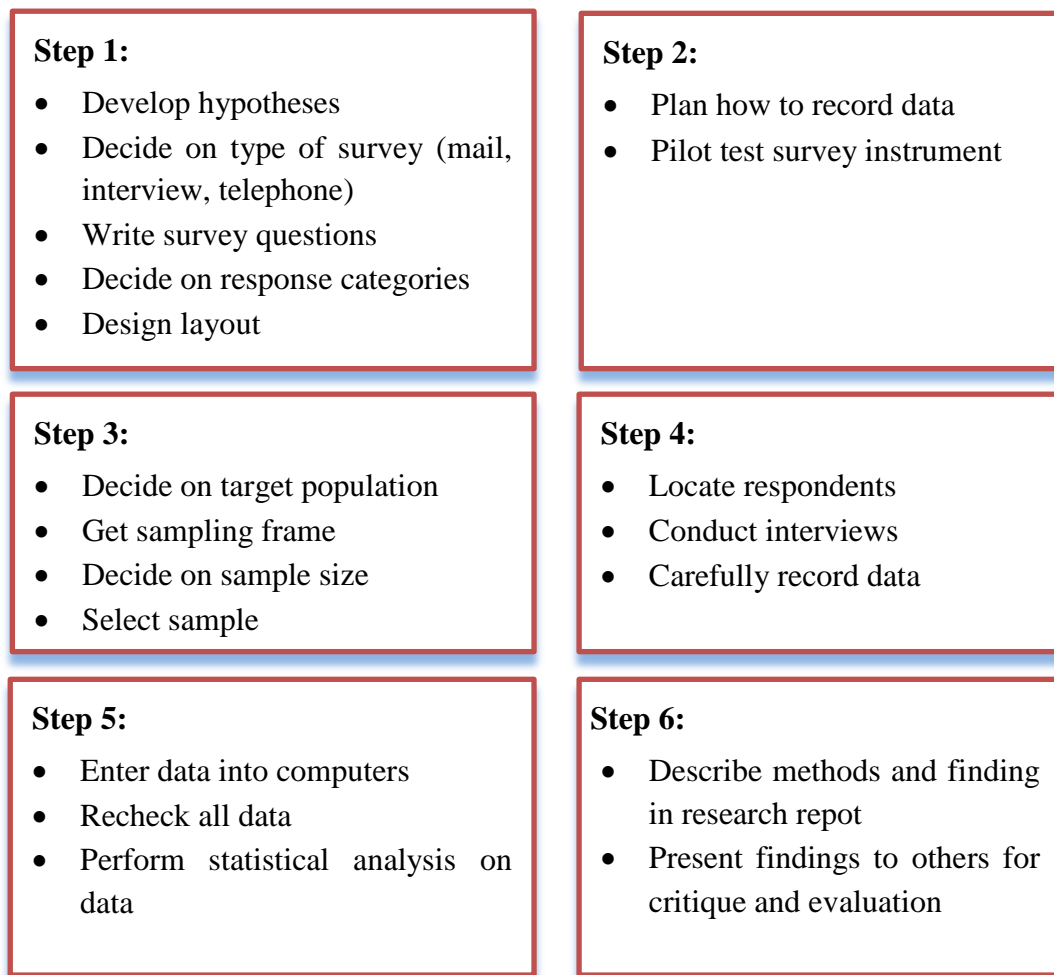 Step 1:
• Develop hypotheses
• Decide on type of survey (mail,
interview, telephone)
• Write survey questions
• Decide on response categories
• Design layout
Step 2:
• Plan how to record data
• Pilot test survey instrument
Step 3:
• Decide on target population
• Get sampling frame
• Decide on sample size
• Select sample
Step 4:
• Locate respondents
• Conduct interviews
• Carefully record data
Step 5:
• Enter data into computers
• Recheck all data
• Perform statistical analysis on
data
Step 6:
• Describe methods and finding
in research repot
• Present findings to others for
critique and evaluation